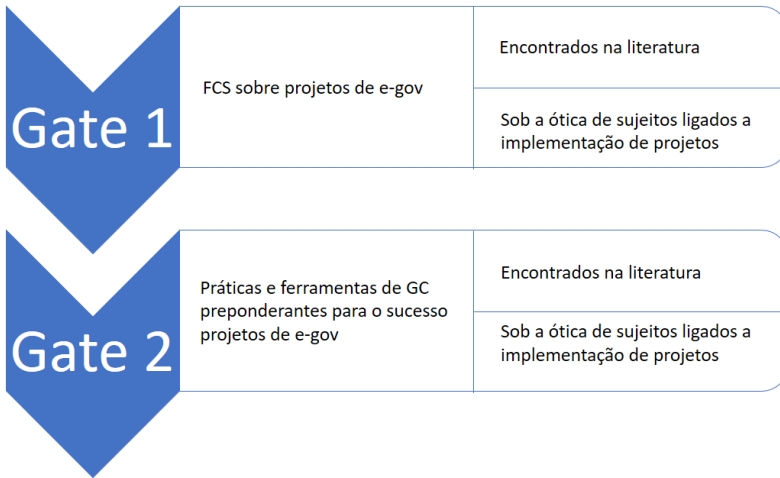 Gate 1
FCS sobre projetos de e-gov
Encontrados na literatura
Sob a ótica de sujeitos ligados a
implementação de projetos
Gate 2
Práticas e ferramentas de GC
preponderantes para o sucesso
projetos de e-gov
Encontrados na literatura
Sob a ótica de sujeitos ligados a
implementação de projetos